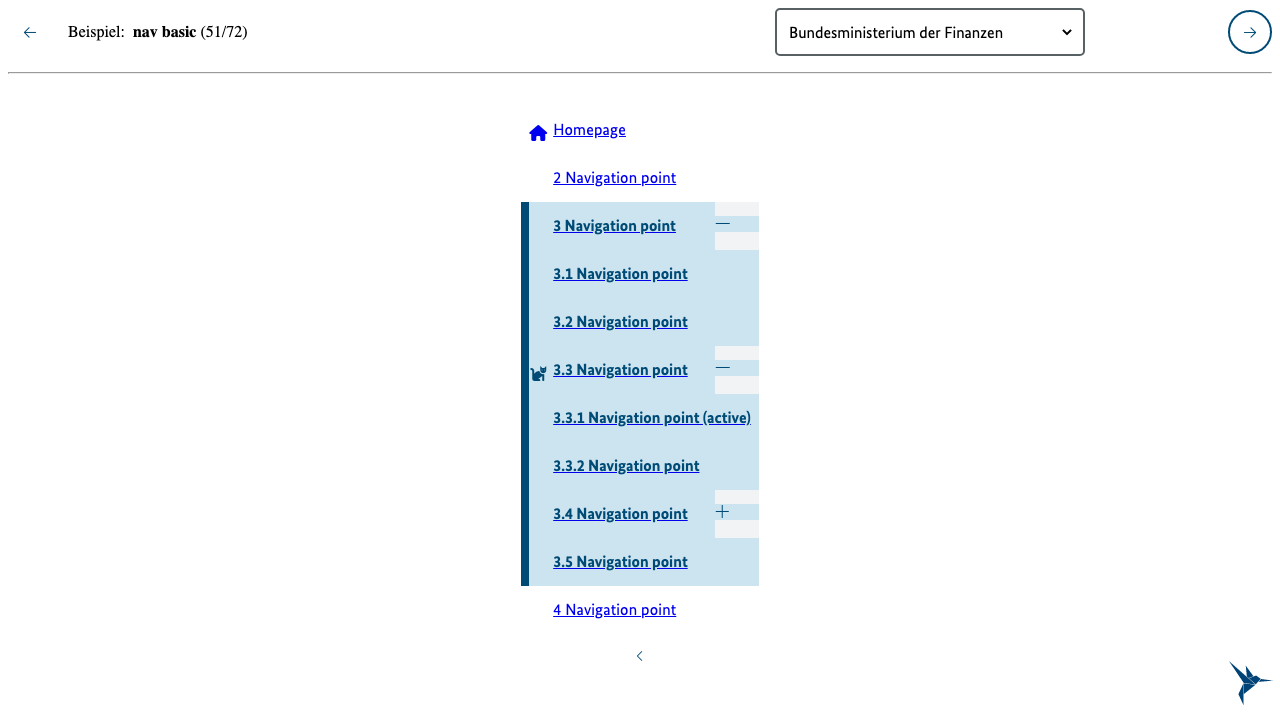 Beispiel: nav basic (51/72)
Bundesministerium der Finanzen
Homepage
2 Navigation point
3 Navigation point
3.1 Navigation point
3.2 Navigation point
3.3 Navigation point
3.3.1 Navigation point (active)
3.3.2 Navigation point
3.4 Navigation point
3.5 Navigation point
4 Navigation point